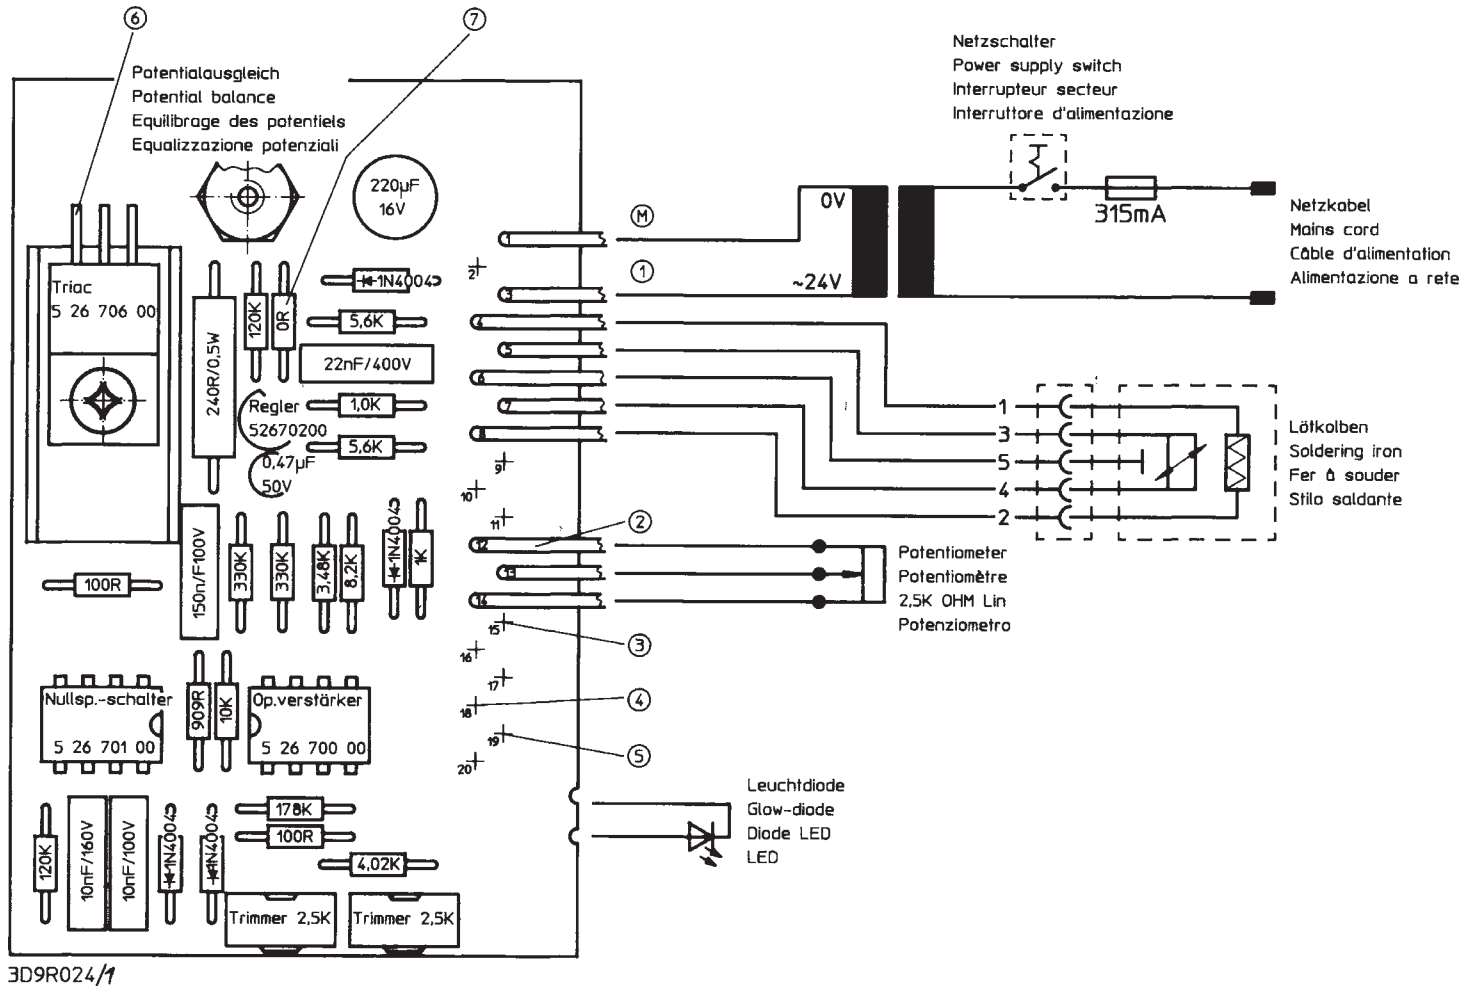 6
7
Potentialausgleich
Potential balance
Equilibrage des potentiels
Equalizzazione potenziali
220µF
16V
Triac
5 26 706 00
240R/0,5W
120K
0R
1N4004
5,6K
22nF/400V
1,0K
5,6K
Regler
52670200
0,47µF
50V
150n/F100V
330K
330K
3,48K
8,2K
1N4004
1K
100R
Nullsp.-schalter
5 26 701 00
909R
10K
Op.verstärker
5 26 700 00
120K
10nF/160V
10nF/100V
1N4004
1N4004
178K
100R
4,02K
Trimmer 2,5K
Trimmer 2,5K
1
2
3
4
5
6
7
8
9
10
11
12
13
14
15
16
17
18
19
20
M
1
2
3
4
5
0V
~24V
Netzschalter
Power supply switch
Interrupteur secteur
Interruttore d'alimentazione
315mA
Netzkabel
Mains cord
Câble d'alimentation
Alimentazione a rete
1
3
5
4
2
Lötkolben
Soldering iron
Fer à souder
Stilo saldante
Potentiometer
Potentiomètre
2,5K OHM Lin
Potenziometro
Leuchtdiode
Glow-diode
Diode LED
LED
3D9R024/1